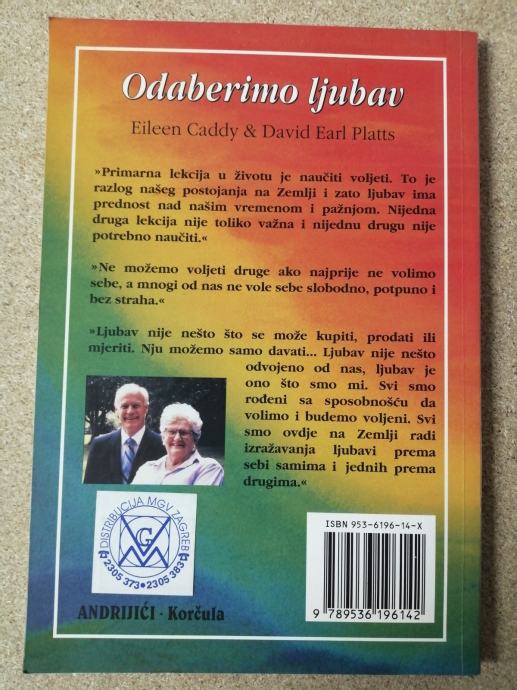 Odaberimo ljubav
Eileen Caddy & David Earl Platts
»Primarna lekcija u životu je naučiti voljeti. To je
razlog našeg postojanja na Zemlji i zato ljubav ima
prednost nad našim vremenom i pažnjom. Nijedna
druga lekcija nije toliko važna i nijednu drugu nije
potrebno naučiti.«
»Ne možemo voljeti druge ako najprije ne volimo
sebe, a mnogi od nas ne vole sebe slobodno, potpuno i
bez straha.«
»Ljubav nije nešto što se može kupiti, prodati ili
mjeriti. Nju možemo samo davati... Ljubav nije nešto
odvojeno od nas, ljubav je
ono što smo mi. Svi smo
rođeni sa sposobnošću da
volimo i budemo voljeni. Svi
smo ovdje na Zemlji radi
izražavanja ljubavi prema
sebi samima i jednih prema
drugima.«
DISTRIBUCIJA MGV ZAGREB
MGV
2305 373 • 2305 383
ISBN 953-6196-14-X
9 789536 196142
ANDRIJIĆI · Korčula